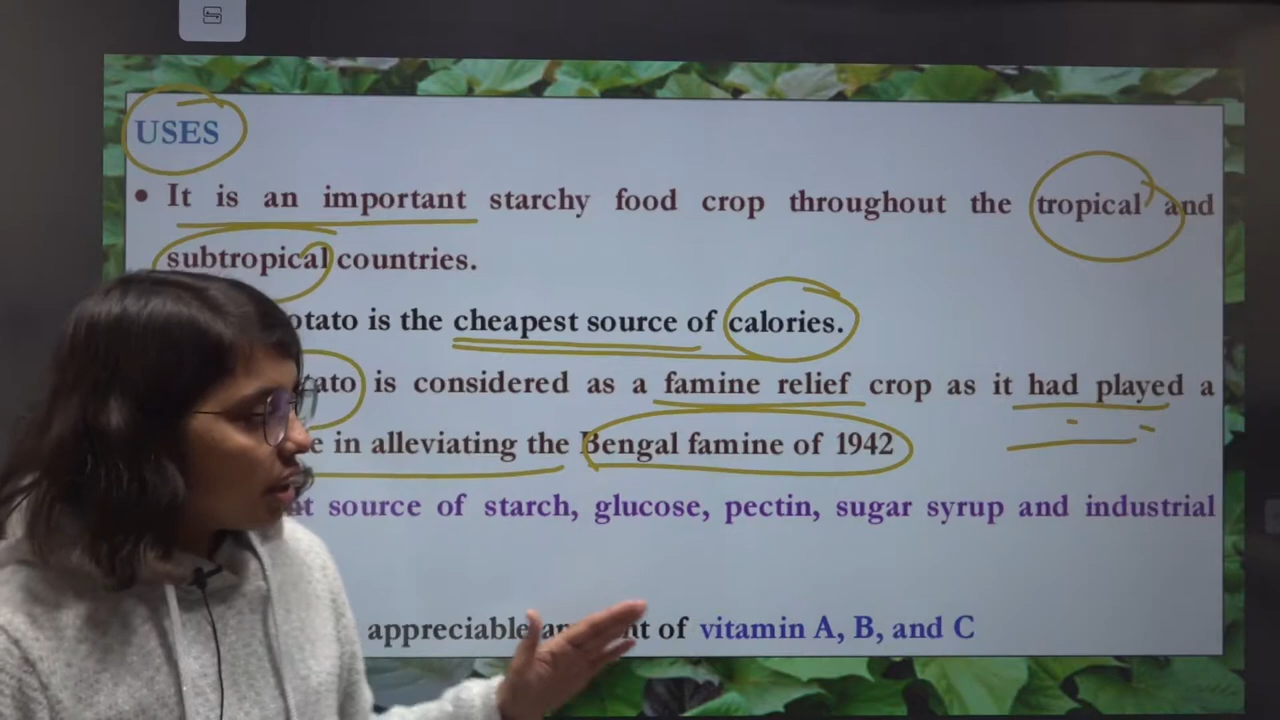 USES
• It is an important starchy food crop throughout the tropical and
subtropical countries.
is the cheapest source of calories.
is considered as a famine relief crop as it had played a
in alleviating the Bengal famine of 1942
source of starch, glucose, pectin, sugar syrup and industrial
appreciable of vitamin A, B, and C